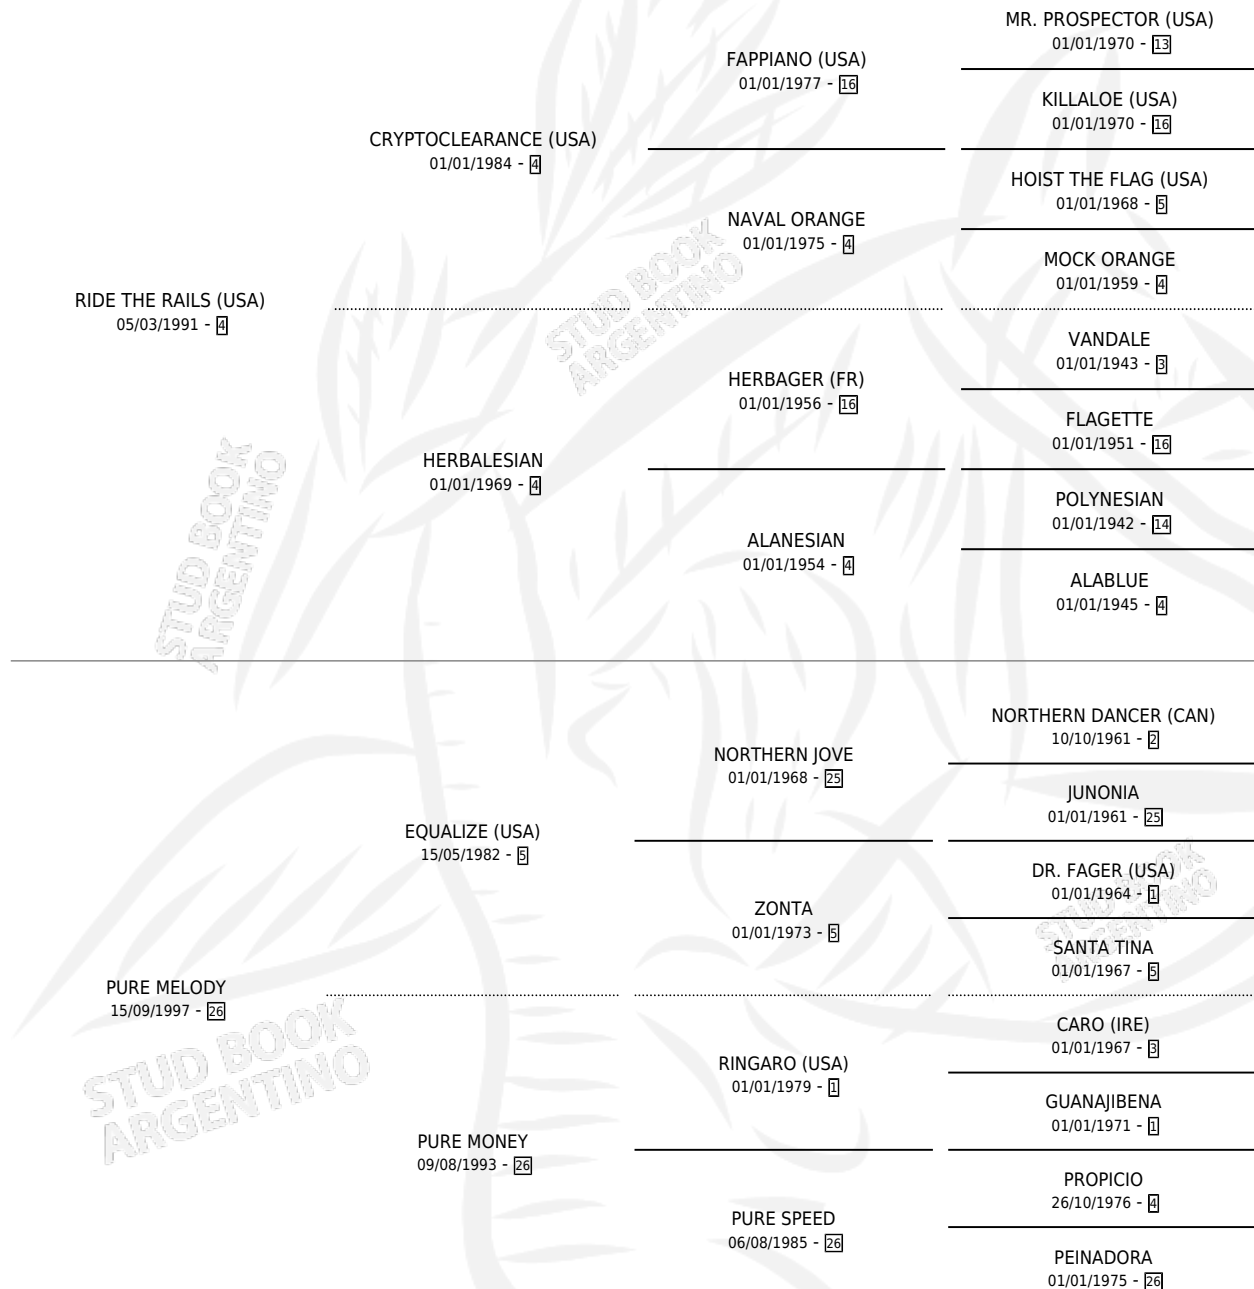 MR. PROSPECTOR (USA)
01/01/1970 - 13
FAPPIANO (USA)
01/01/1977 - 16
KILLALOE (USA)
01/01/1970 - 16
CRYPTOCLEARANCE (USA)
01/01/1984 - 4
HOIST THE FLAG (USA)
01/01/1968 - 5
NAVAL ORANGE
01/01/1975 - 4
MOCK ORANGE
01/01/1959 - 4
RIDE THE RAILS (USA)
05/03/1991 - 4
VANDALE
01/01/1943 - 3
HERBAGER (FR)
01/01/1956 - 16
FLAGETTE
01/01/1951 - 16
HERBALESIAN
01/01/1969 - 4
POLYNESIAN
01/01/1942 - 14
ALANESIAN
01/01/1954 - 4
ALABLUE
01/01/1945 - 4
NORTHERN DANCER (CAN)
10/10/1961 - 2
NORTHERN JOVE
01/01/1968 - 25
JUNONIA
01/01/1961 - 25
EQUALIZE (USA)
15/05/1982 - 5
DR. FAGER (USA)
01/01/1964 - 1
ZONTA
01/01/1973 - 5
SANTA TINA
01/01/1967 - 5
PURE MELODY
15/09/1997 - 26
CARO (IRE)
01/01/1967 - 3
RINGARO (USA)
01/01/1979 - 1
GUANAJIBENA
01/01/1971 - 1
PURE MONEY
09/08/1993 - 26
PROPICIO
26/10/1976 - 4
PURE SPEED
06/08/1985 - 26
PEINADORA
01/01/1975 - 26
STUD BOOK
ARGENTINO
STUD BOOK
ARGENTINO
STUD BOOK
ARGENTINO
STUD BOOK
ARGENTINO